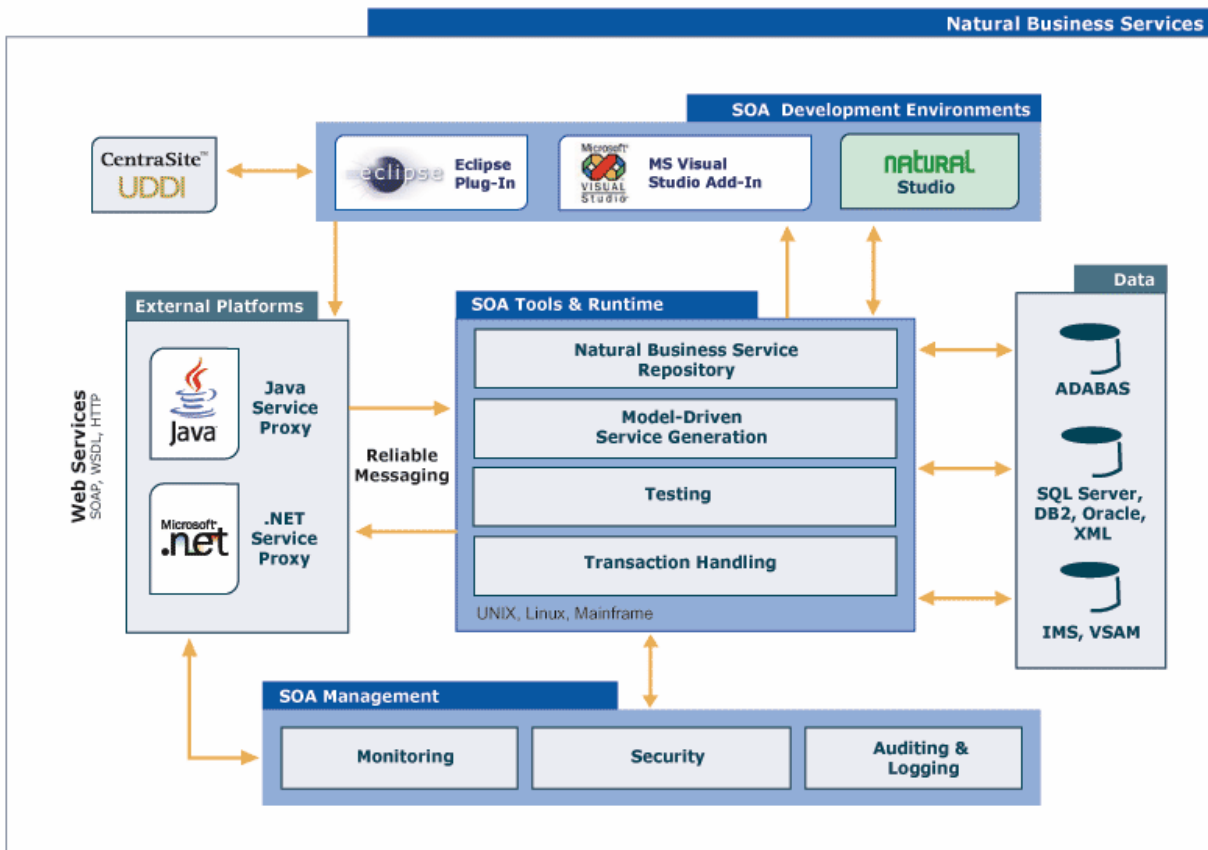 Natural Business Services
SOA Development Environments
CentraSite™
UDDI
eclipse
Eclipse
Plug-In
Microsoft®
VISUAL
Studio®
MS Visual
Studio Add-In
NATURAL
Studio
External Platforms
SOA Tools & Runtime
Data
Web Services
SOAP, WSDL, HTTP
Java
Java
Service
Proxy
Microsoft®
.net
.NET
Service
Proxy
Reliable
Messaging
Natural Business Service
Repository
Model-Driven
Service Generation
Testing
Transaction Handling
UNIX, Linux, Mainframe
ADABAS
SQL Server,
DB2, Oracle,
XML
IMS, VSAM
SOA Management
Monitoring
Security
Auditing &
Logging